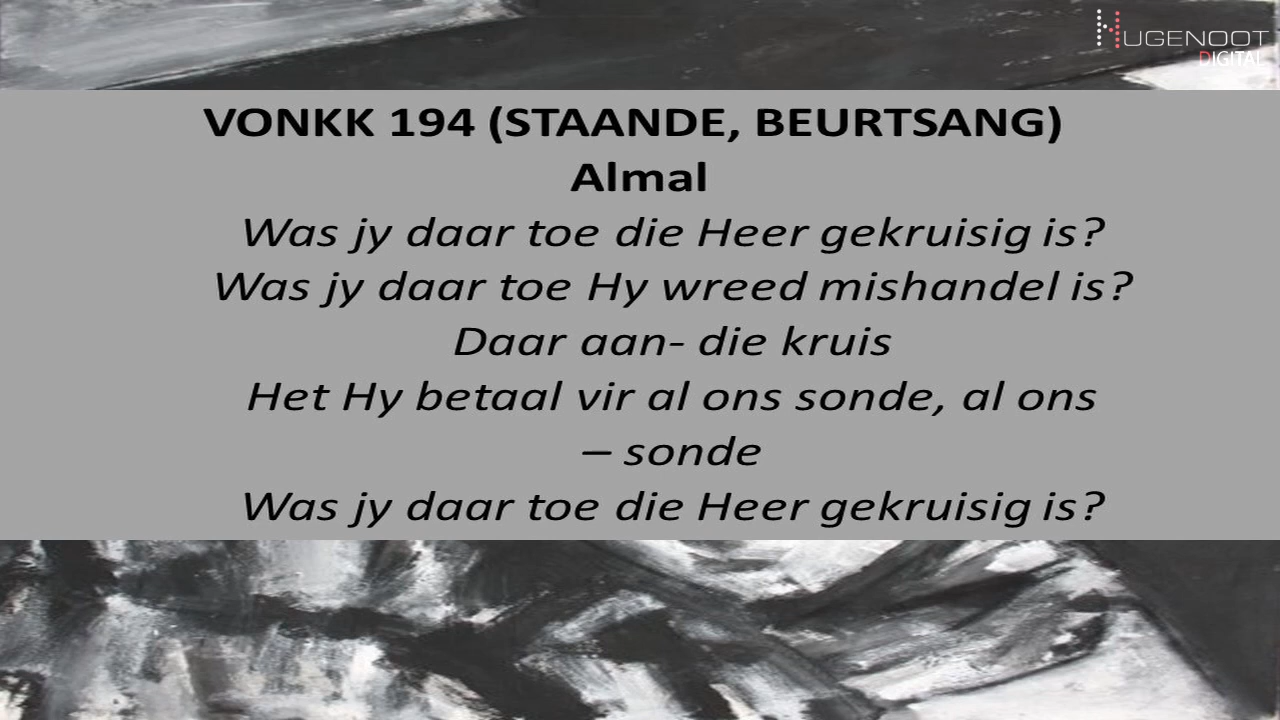 HUGENOOT
DIGITAL
VONKK 194 (STAANDE, BEURTSANG)
Almal
Was jy daar toe die Heer gekruisig is?
Was jy daar toe Hy wreed mishandel is?
Daar aan- die kruis
Het Hy betaal vir al ons sonde, al ons
– sonde
Was jy daar toe die Heer gekruisig is?